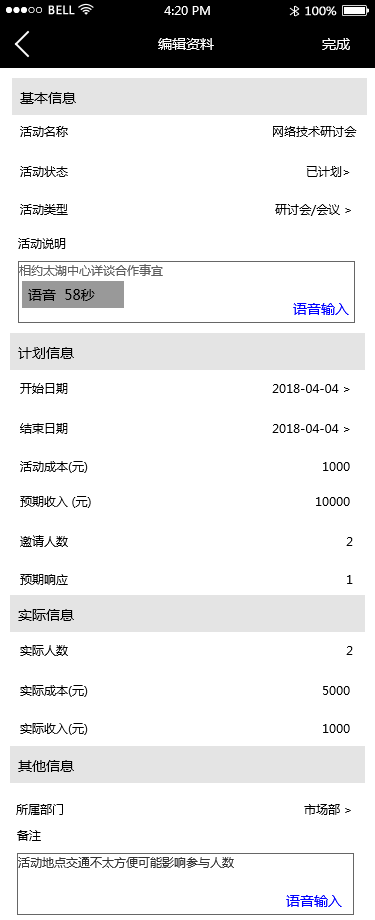 BELL 4:20 PM 100%
编辑资料 完成
基本信息
活动名称 网络技术研讨会
活动状态 已计划>
活动类型 研讨会/会议 >
活动说明
相约太湖中心详谈合作事宜
语音 58秒
语音输入
计划信息
开始日期 2018-04-04 >
结束日期 2018-04-04 >
活动成本(元) 1000
预期收入 (元) 10000
邀请人数 2
预期响应 1
实际信息
实际人数 2
实际成本(元) 5000
实际收入(元) 1000
其他信息
所属部门 市场部 >
备注
活动地点交通不太方便可能影响参与人数
语音输入